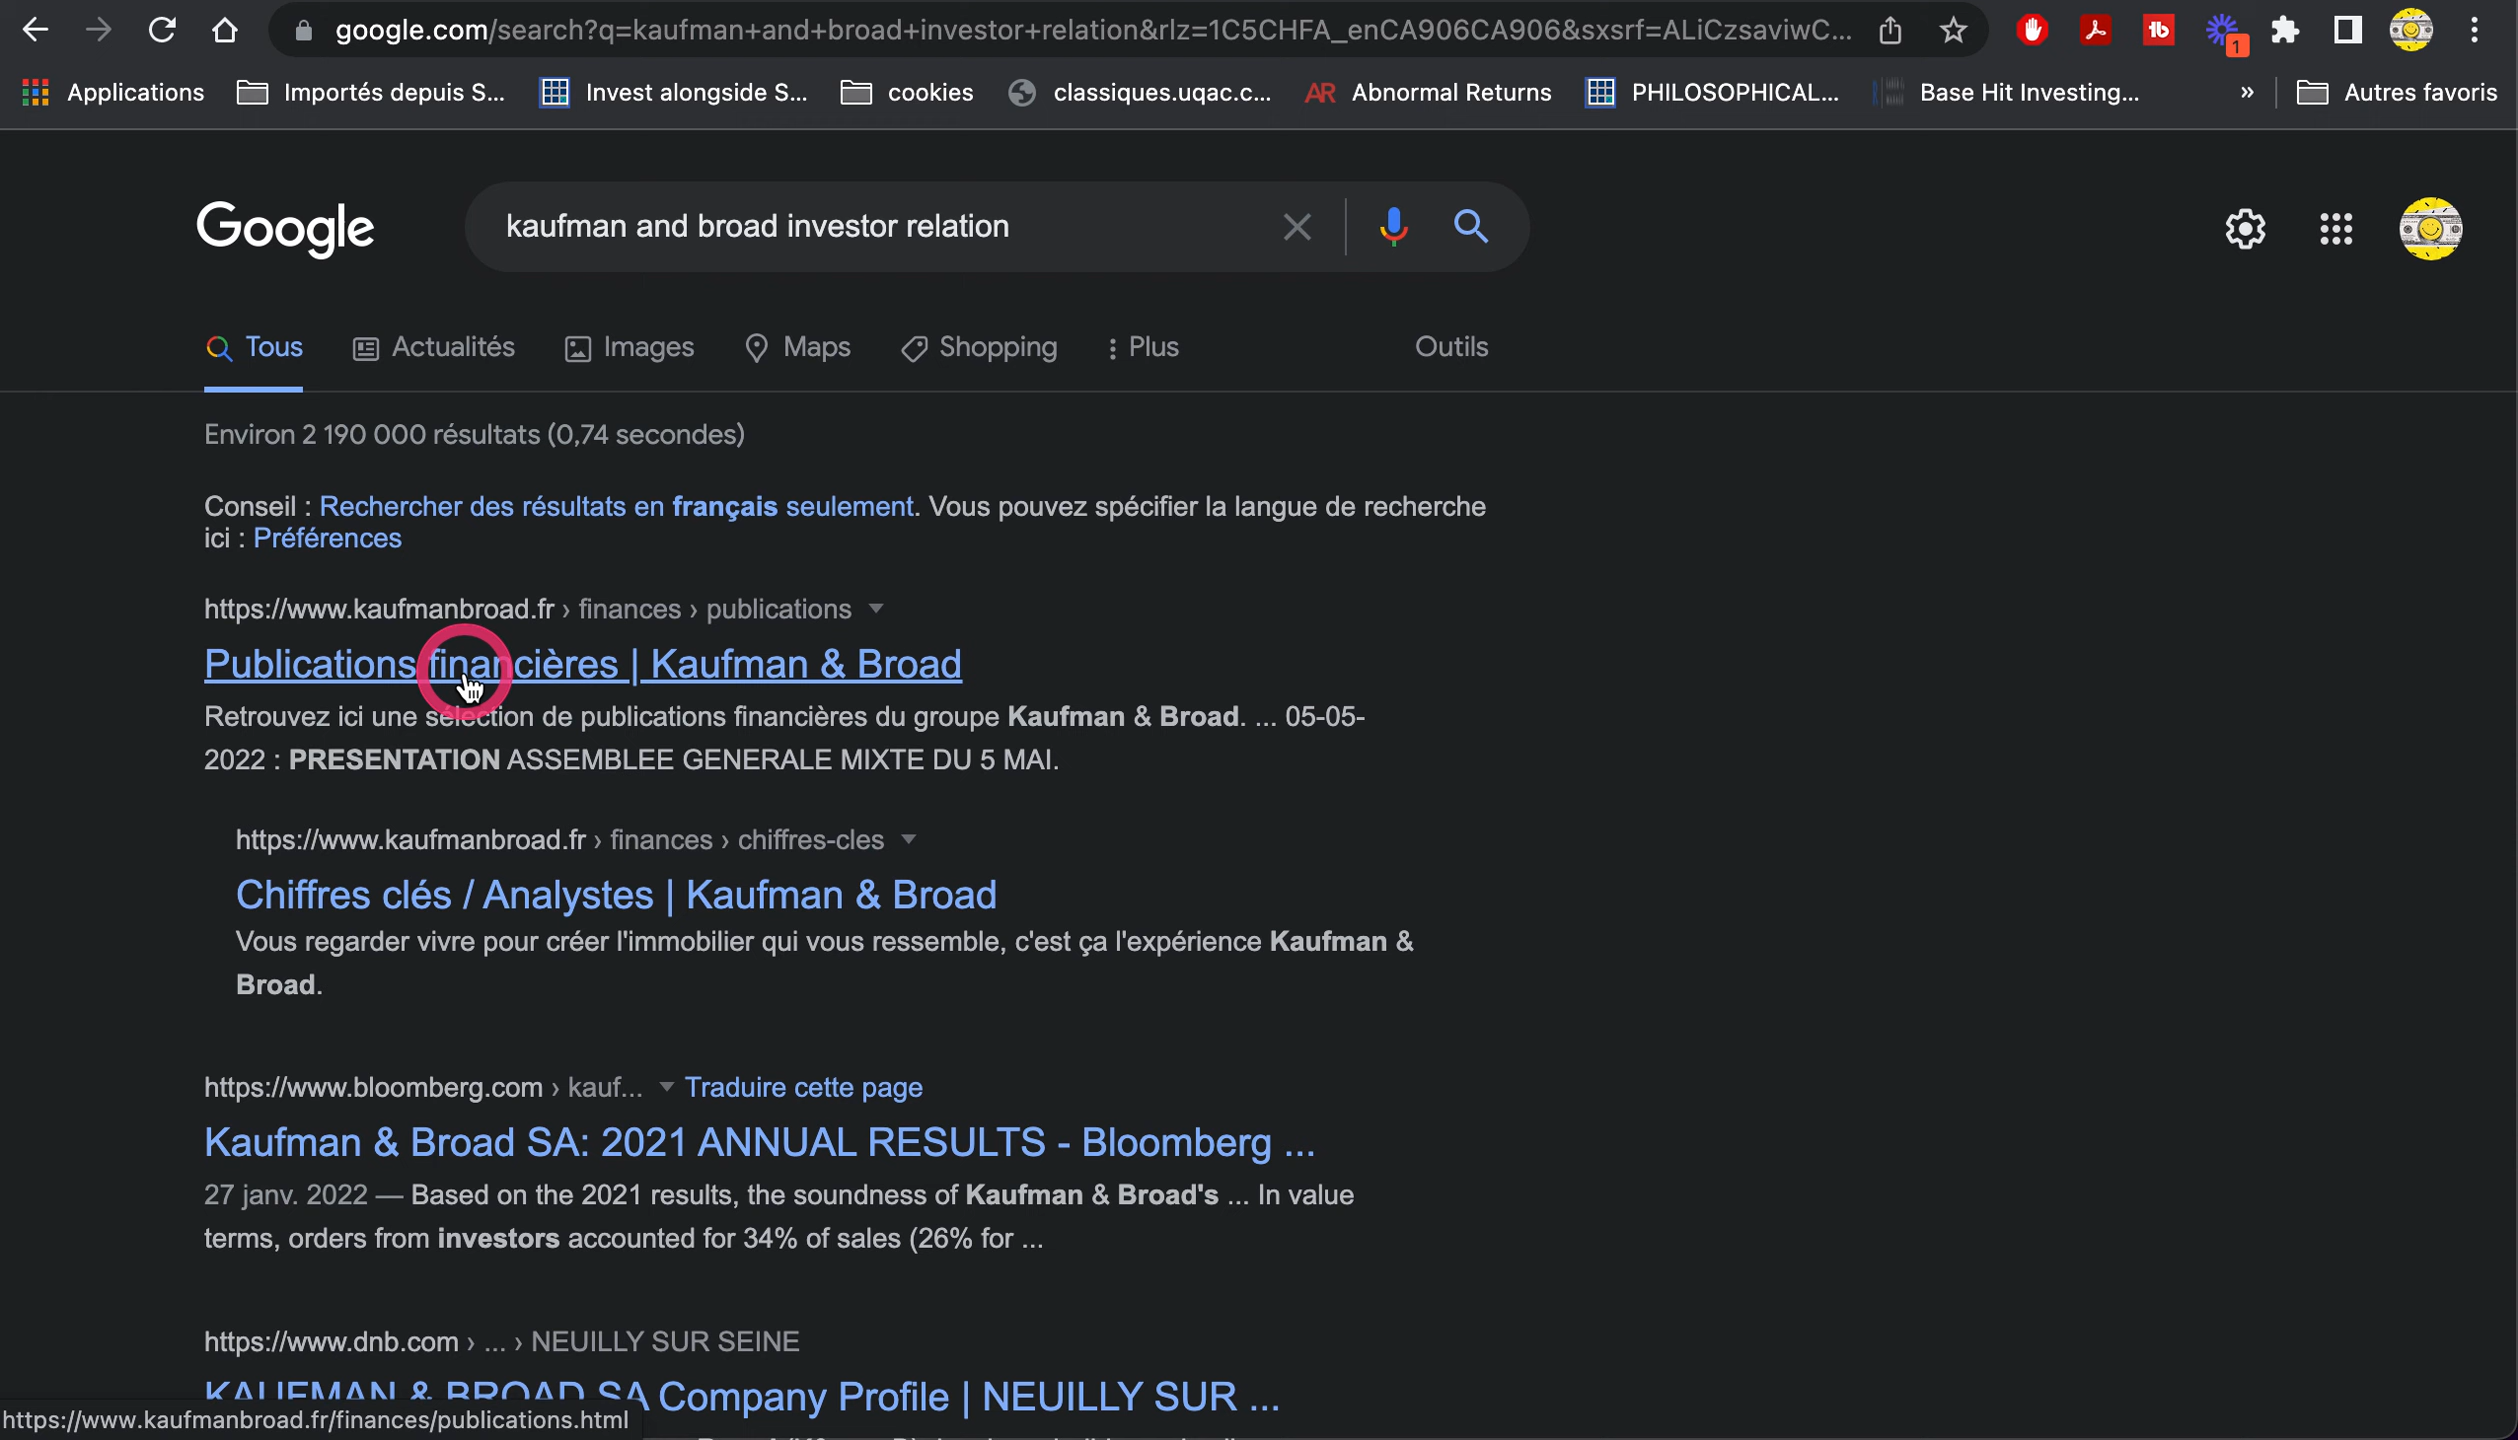 google.com/search?q=kaufman+and+broad+investor+relation&rlz=1C5CHFA_enCA906CA906&sxsrf=ALiCzsaviwC...
1
Applications Importés depuis S... Invest alongside S... cookies classiques.uqac.c... AR Abnormal Returns PHILOSOPHICAL... Base Hit Investing... » Autres favoris
Google kaufman and broad investor relation
Tous Actualités Images Maps Shopping Plus Outils
Environ 2 190 000 résultats (0,74 secondes)
Conseil : Rechercher des résultats en français seulement. Vous pouvez spécifier la langue de recherche
ici : Préférences
https://www.kaufmanbroad.fr › finances › publications
Publications financières | Kaufman & Broad
Retrouvez ici une sélection de publications financières du groupe Kaufman & Broad. ... 05-05-
2022 : PRESENTATION ASSEMBLEE GENERALE MIXTE DU 5 MAI.
https://www.kaufmanbroad.fr › finances › chiffres-cles
Chiffres clés / Analystes | Kaufman & Broad
Vous regarder vivre pour créer l'immobilier qui vous ressemble, c'est ça l'expérience Kaufman &
Broad.
https://www.bloomberg.com › kauf... Traduire cette page
Kaufman & Broad SA: 2021 ANNUAL RESULTS - Bloomberg ...
27 janv. 2022 — Based on the 2021 results, the soundness of Kaufman & Broad's ... In value
terms, orders from investors accounted for 34% of sales (26% for ...
https://www.dnb.com › ... › NEUILLY SUR SEINE
KAUFMAN & BROAD SA Company Profile | NEUILLY SUR ...
https://www.kaufmanbroad.fr/finances/publications.html